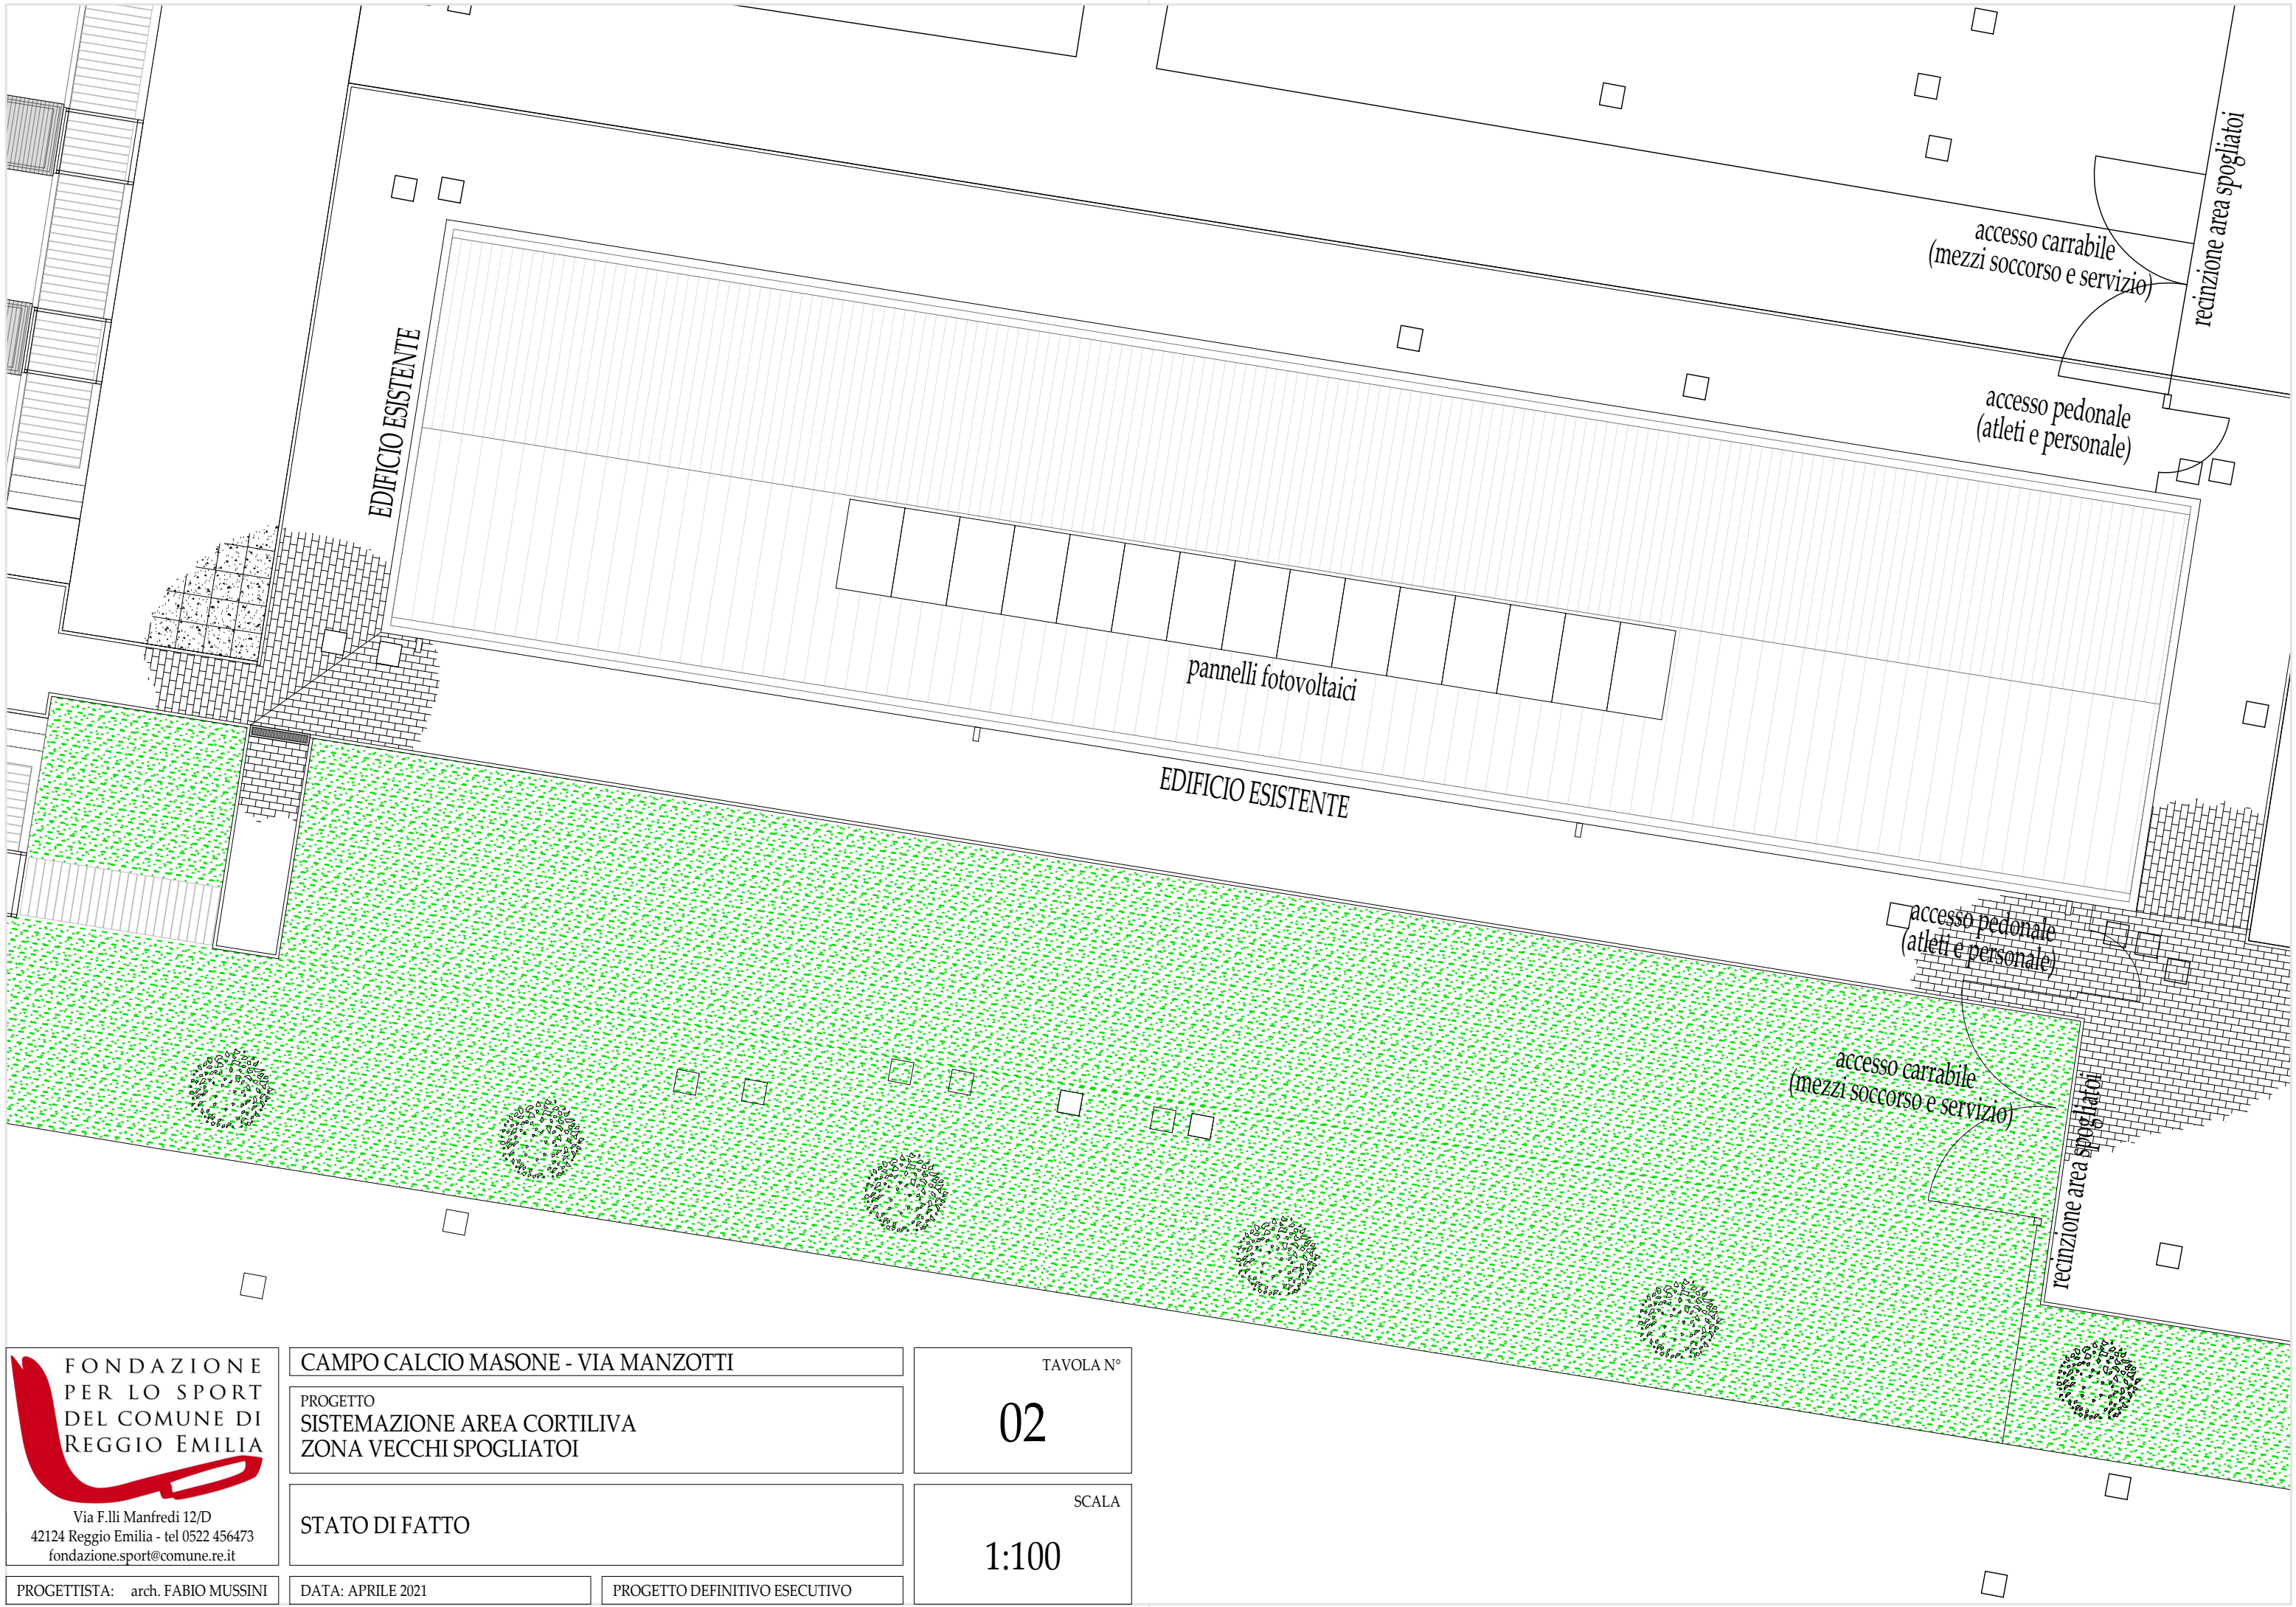 recinzione area spogliatoi
accesso carrabile
(mezzi soccorso e servizio)
accesso pedonale
(atleti e personale)
EDIFICIO ESISTENTE
pannelli fotovoltaici
EDIFICIO ESISTENTE
accesso pedonale
(atleti e personale)
accesso carrabile
(mezzi soccorso e servizio)
recinzione area spogliatoi
FONDAZIONE
PER LO SPORT
DEL COMUNE DI
REGGIO EMILIA
Via F.lli Manfredi 12/D
42124 Reggio Emilia - tel 0522 456473
fondazione.sport@comune.re.it
PROGETTISTA: arch. FABIO MUSSINI
CAMPO CALCIO MASONE - VIA MANZOTTI
PROGETTO
SISTEMAZIONE AREA CORTILIVA
ZONA VECCHI SPOGLIATOI
STATO DI FATTO
DATA: APRILE 2021
PROGETTO DEFINITIVO ESECUTIVO
TAVOLA N°
02
SCALA
1:100